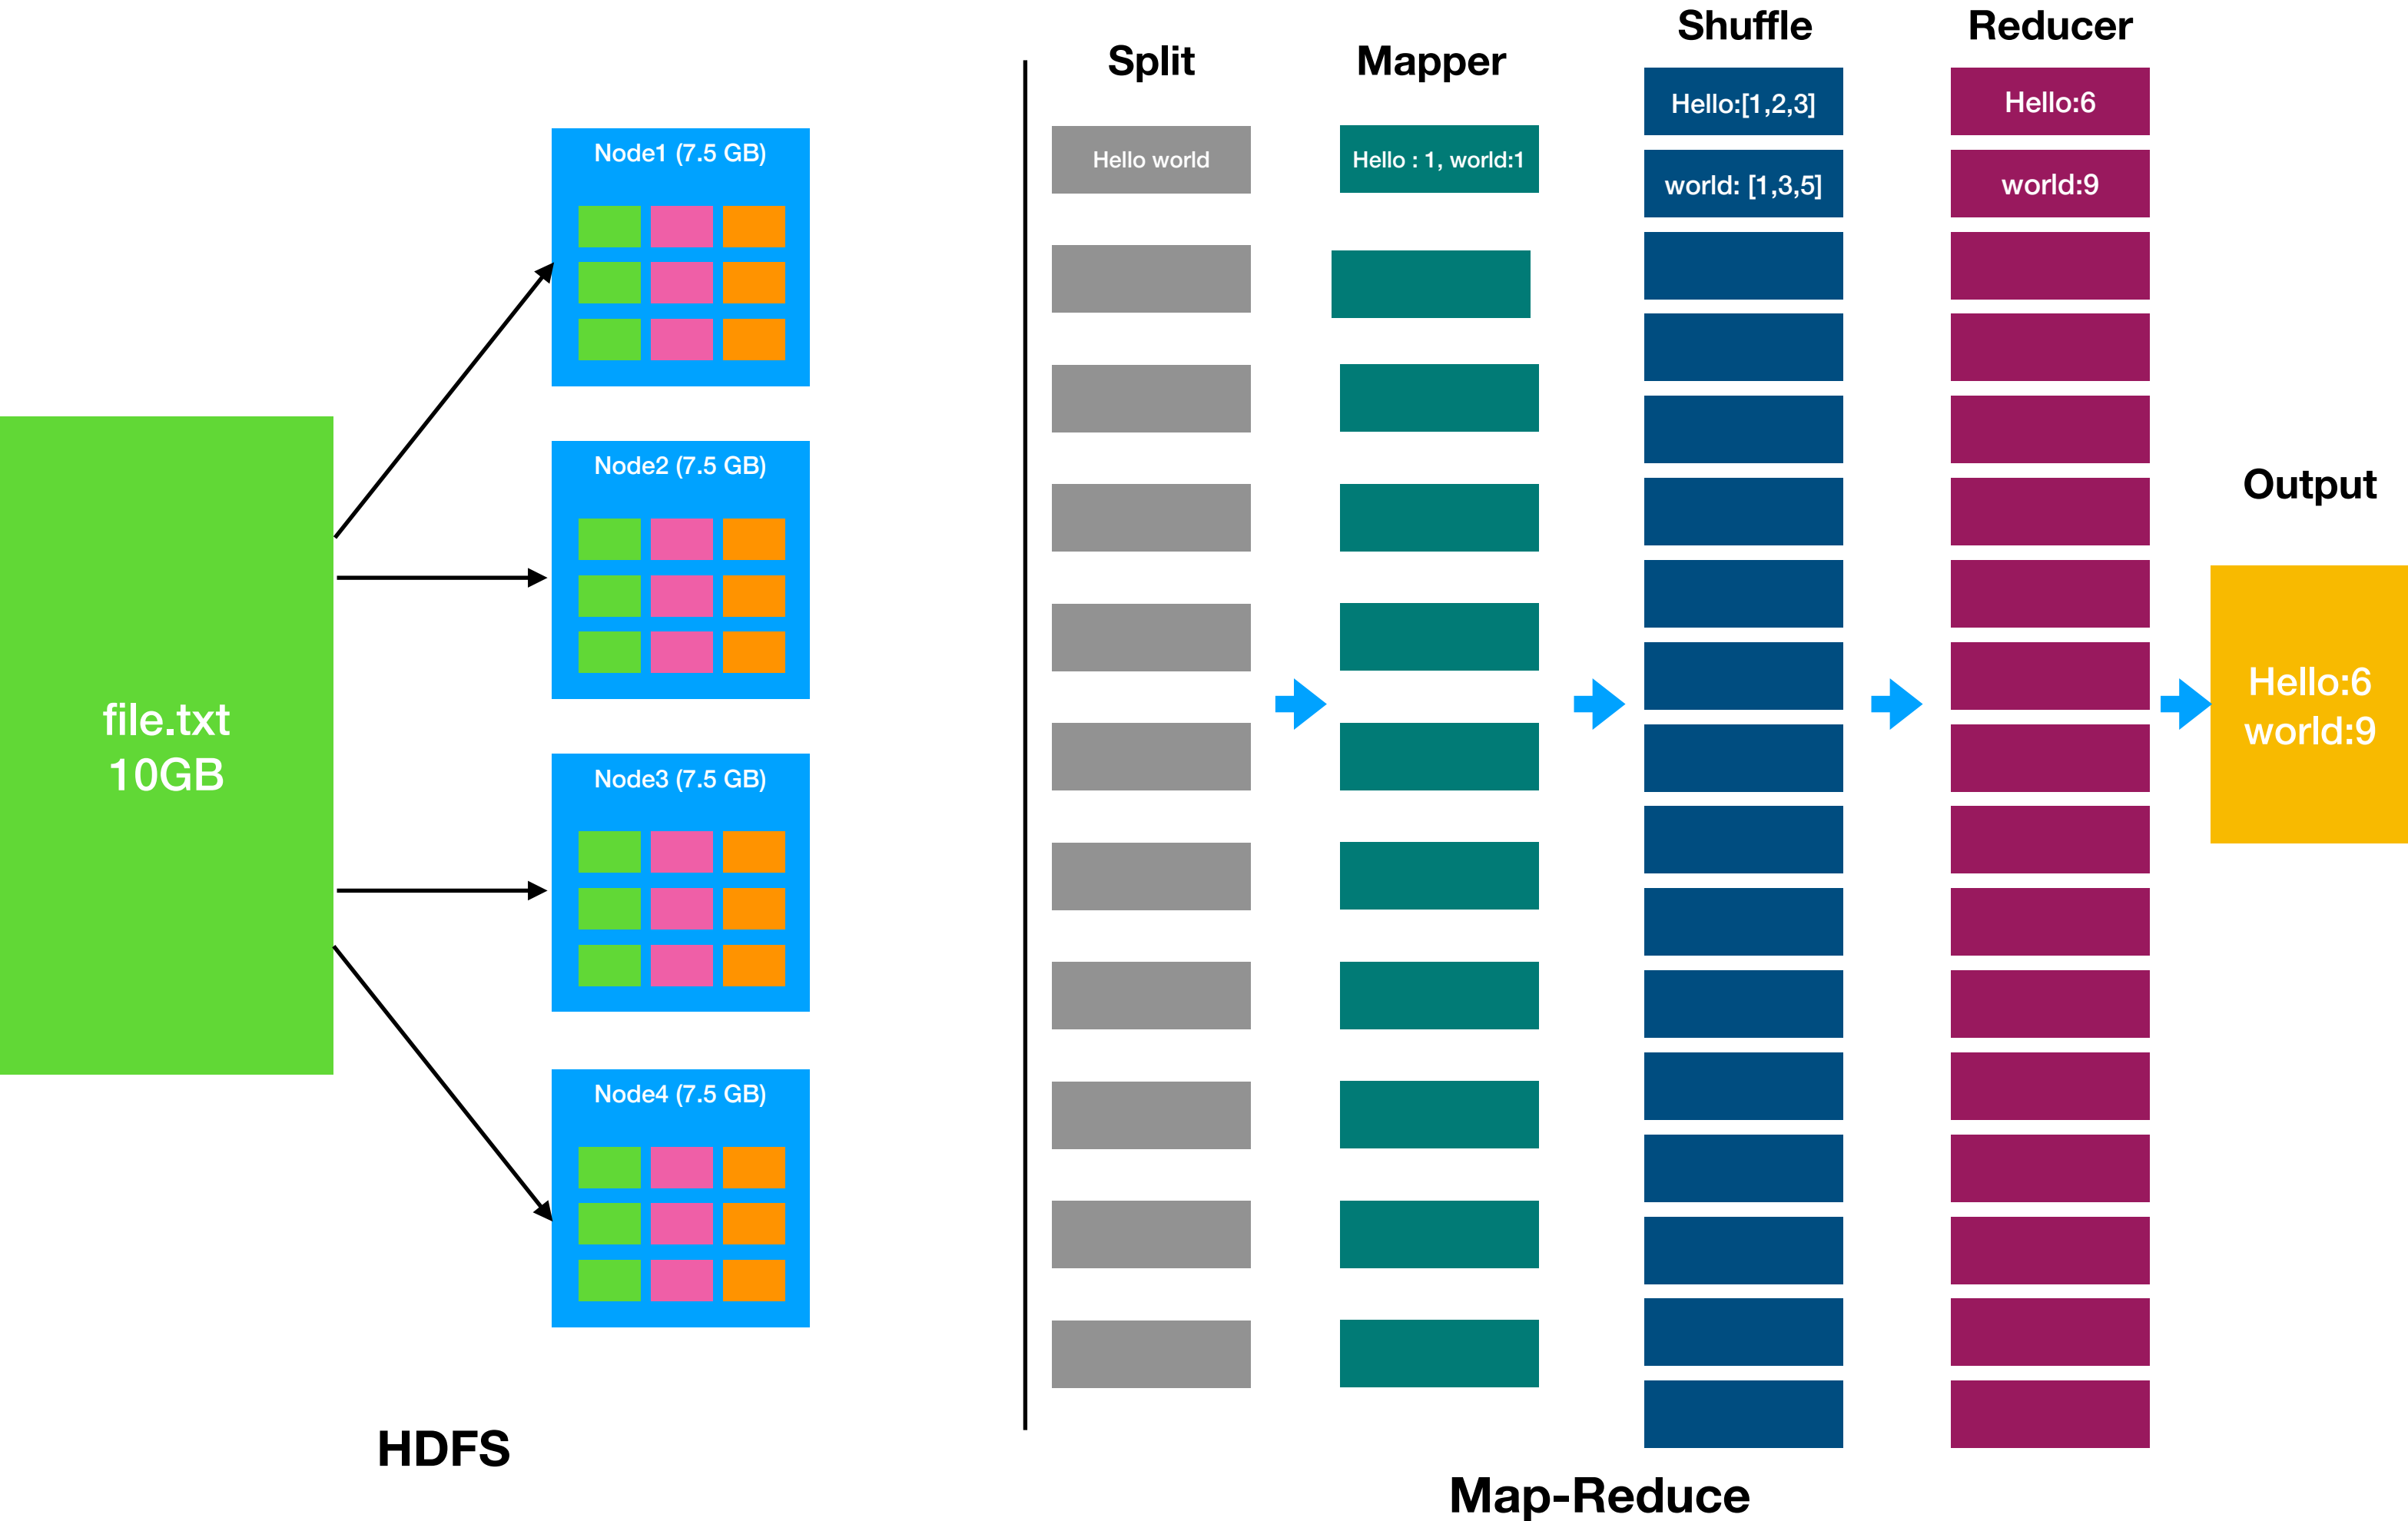 file.txt
10GB
Node1 (7.5 GB)
Node2 (7.5 GB)
Node3 (7.5 GB)
Node4 (7.5 GB)
HDFS
Split
Hello world
Mapper
Hello : 1, world:1
Shuffle
Hello:[1,2,3]
world: [1,3,5]
Reducer
Hello:6
world:9
Output
Hello:6
world:9
Map-Reduce